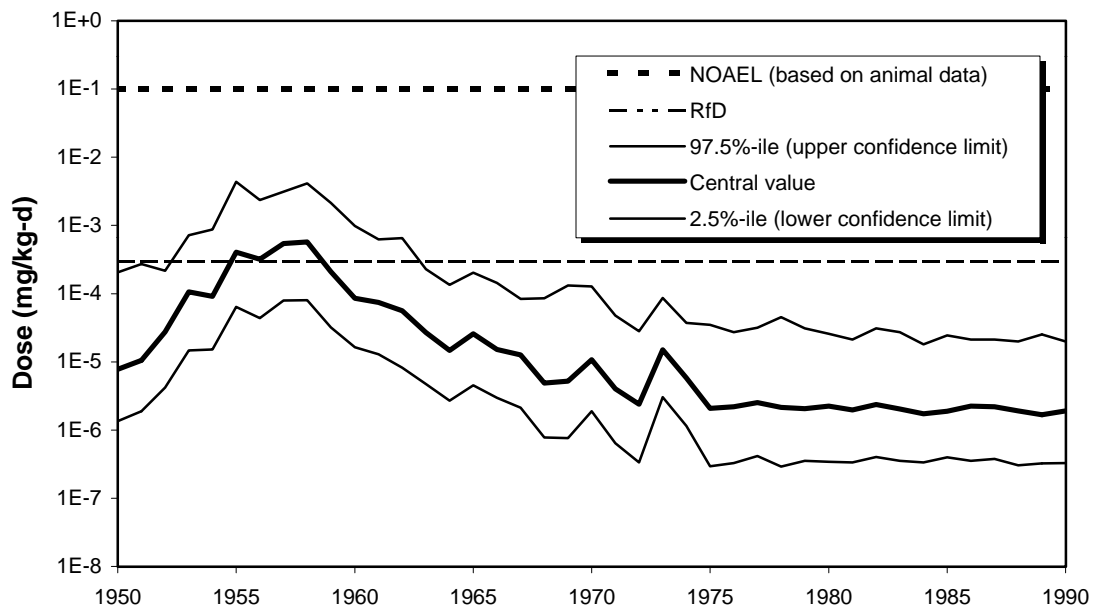 1E+0
1E-1
1E-2
1E-3
1E-4
1E-5
1E-6
1E-7
1E-8
Dose (mg/kg-d)
NOAEL (based on animal data)
RfD
97.5%-ile (upper confidence limit)
Central value
2.5%-ile (lower confidence limit)
1950 1955 1960 1965 1970 1975 1980 1985 1990